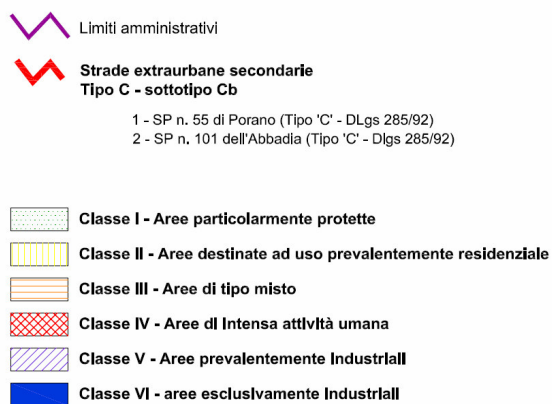 Limiti amministrativi
Strade extraurbane secondarie
Tipo C - sottotipo Cb
1 - SP n. 55 di Porano (Tipo 'C' - DLgs 285/92)
2 - SP n. 101 dell'Abbadia (Tipo 'C' - Dlgs 285/92)
Classe I - Aree particolarmente protette
Classe II - Aree destinate ad uso prevalentemente residenziale
Classe III - Aree di tipo misto
Classe IV - Aree di Intensa attività umana
Classe V - Aree prevalentemente Industriali
Classe VI - aree esclusivamente Industriali